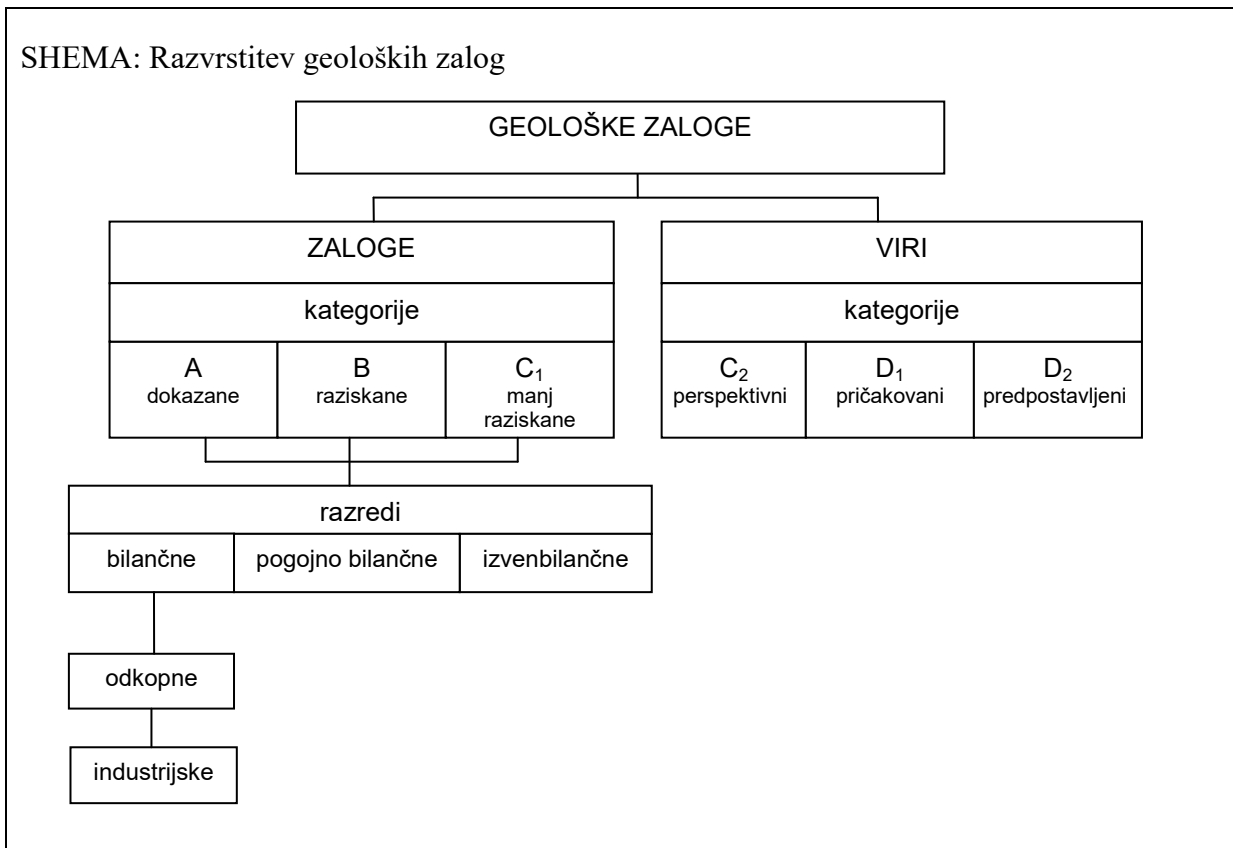 SHEMA: Razvrstitev geoloških zalog
GEOLOŠKE ZALOGE
ZALOGE
kategorije
A
dokazane
B
raziskane
C₁
manj
raziskane
VIRI
kategorije
C₂
perspektivni
D₁
pričakovani
D₂
predpostavljeni
razredi
bilančne
pogojno bilančne
izvenbilančne
odkopne
industrijske